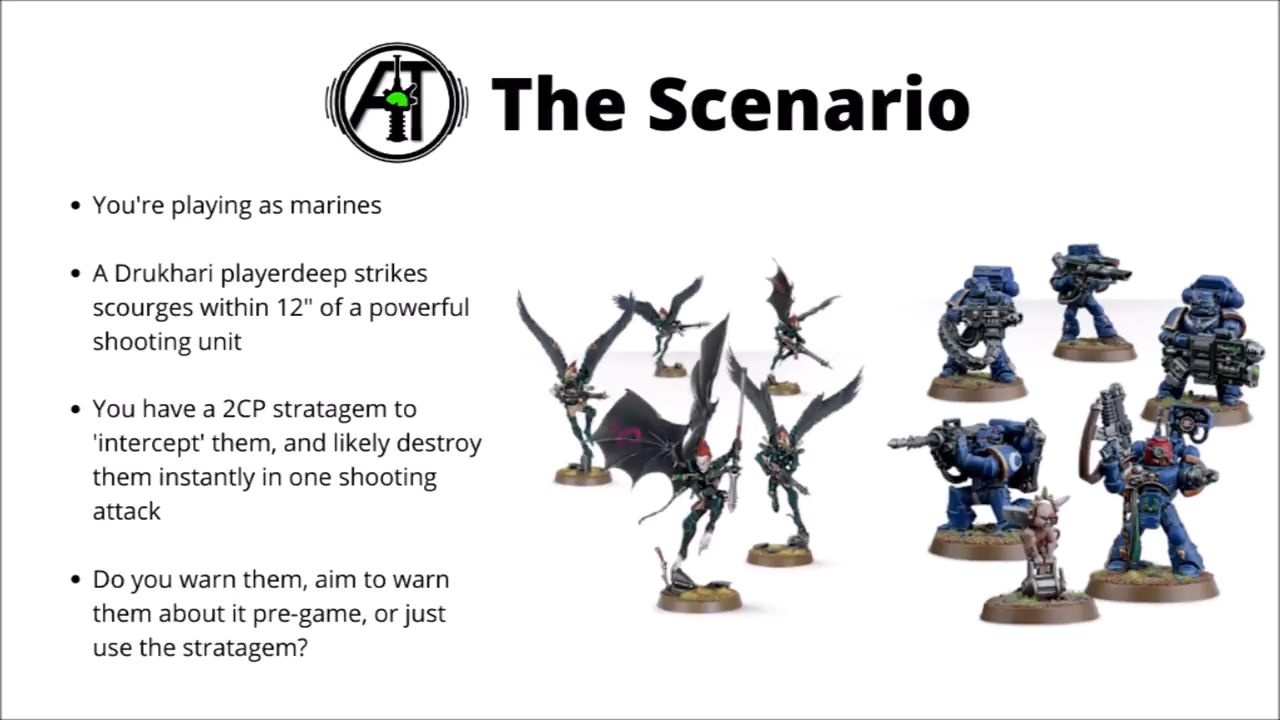 AT The Scenario
• You're playing as marines
• A Drukhari playerdeep strikes
scourges within 12" of a powerful
shooting unit
• You have a 2CP stratagem to
'intercept' them, and likely destroy
them instantly in one shooting
attack
• Do you warn them, aim to warn
them about it pre-game, or just
use the stratagem?